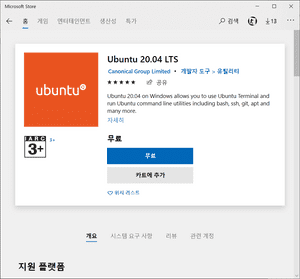 Microsoft Store
홈 게임 엔터테인먼트 생산성 특가 검색 13
ubuntu
Ubuntu 20.04 LTS
Canonical Group Limited • 개발자 도구 > 유틸리티
공유
Ubuntu 20.04 on Windows allows you to use Ubuntu Terminal and
run Ubuntu command line utilities including bash, ssh, git, apt and
many more.
자세히
IARC
3+
3+
무료
무료
카트에 추가
위시 리스트
개요 시스템 요구 사항 리뷰 관련 계정
지원 플랫폼